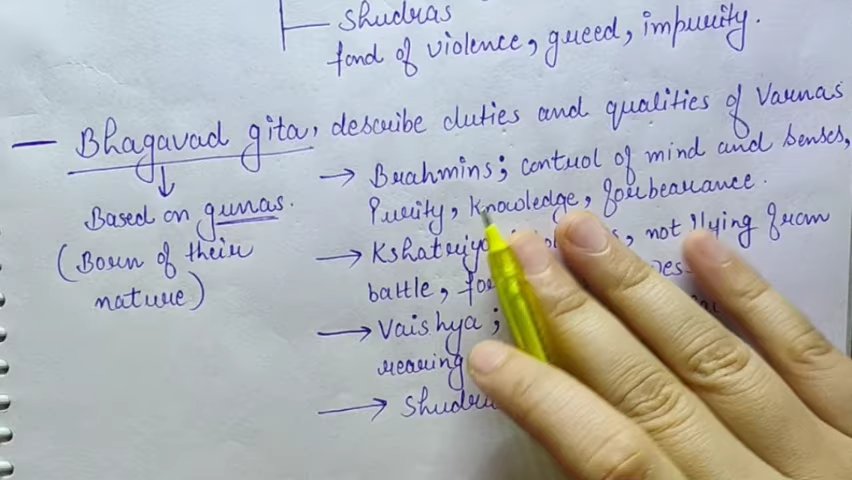 Shudras
fond of violence, greed, impurity.
— Bhagavad gita, describe duties and qualities of Varnas
→ Brahmins; control of mind and senses,
Purity, Knowledge, forbearance.
↓
Based on gunas.
(Born of their
nature)
→ Kshatriya , not flying from
battle,
→ Vaishya;
rearing
→